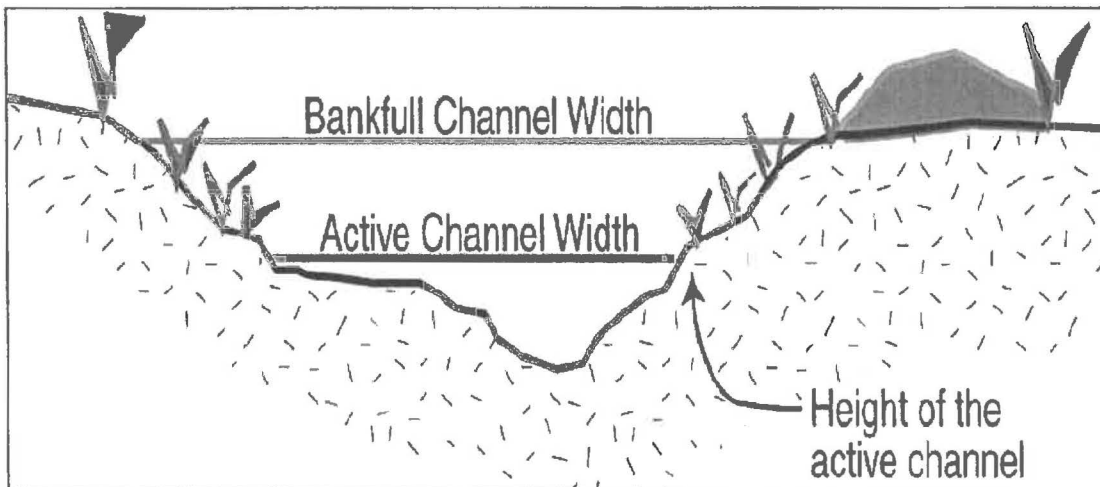 Bankfull Channel Width
Active Channel Width
Height of the
active channel